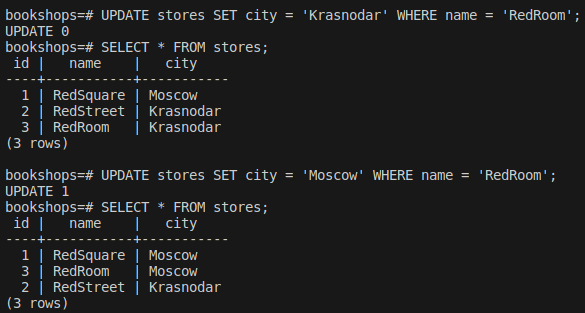 bookshops=# UPDATE stores SET city = 'Krasnodar' WHERE name = 'RedRoom';
UPDATE 0
bookshops=# SELECT * FROM stores;
 id |   name    |   city
----+-----------+-----------
  1 | RedSquare | Moscow
  2 | RedStreet | Krasnodar
  3 | RedRoom   | Krasnodar
(3 rows)

bookshops=# UPDATE stores SET city = 'Moscow' WHERE name = 'RedRoom';
UPDATE 1
bookshops=# SELECT * FROM stores;
 id |   name    |   city
----+-----------+-----------
  1 | RedSquare | Moscow
  3 | RedRoom   | Moscow
  2 | RedStreet | Krasnodar
(3 rows)